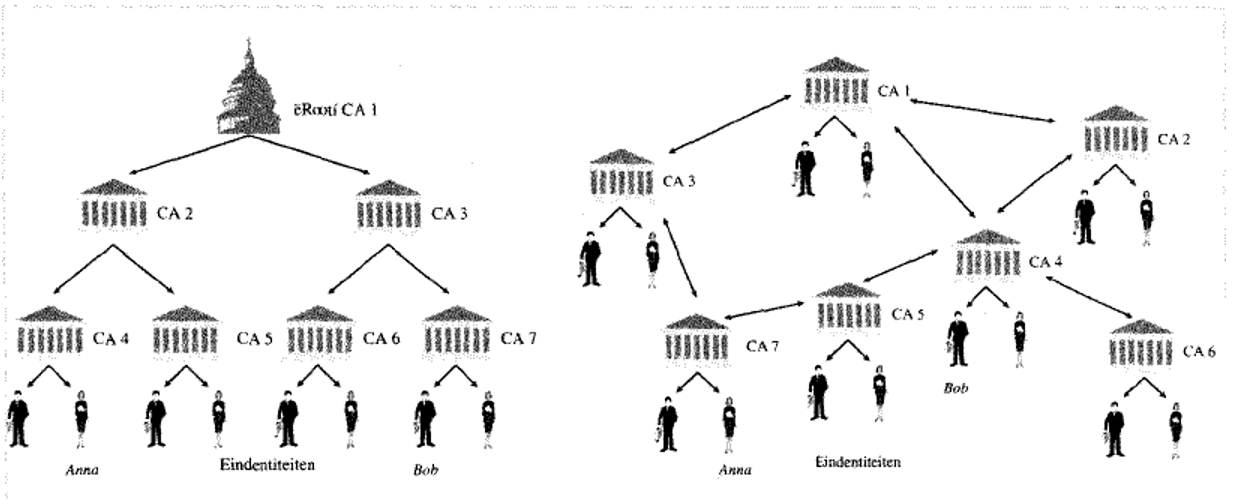 ëRootí CA 1
CA 2
CA 3
CA 4
CA 5
CA 6
CA 7
Anna
Eindentiteiten
Bob
CA 1
CA 2
CA 3
CA 4
CA 5
CA 7
CA 6
Bob
Anna
Eindentiteiten